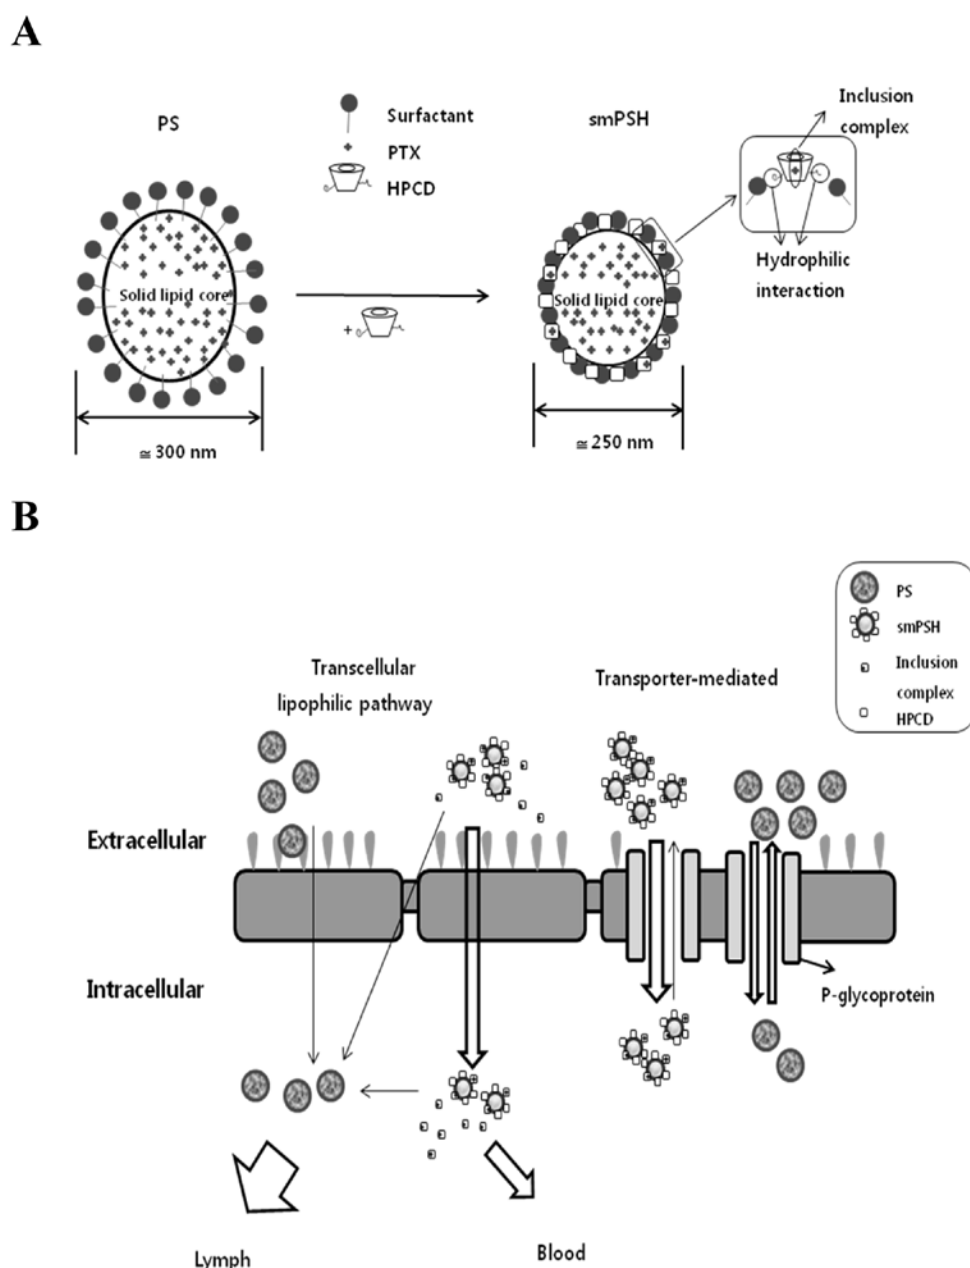 A
PS
Surfactant
PTX
HPCD
smPSH
Inclusion
complex
Hydrophilic
interaction
Solid lipid core
Solid lipid core
+
≅ 300 nm
≅ 250 nm
B
PS
smPSH
Inclusion
complex
HPCD
Transcellular
lipophilic pathway
Transporter-mediated
Extracellular
Intracellular
P-glycoprotein
Lymph
Blood